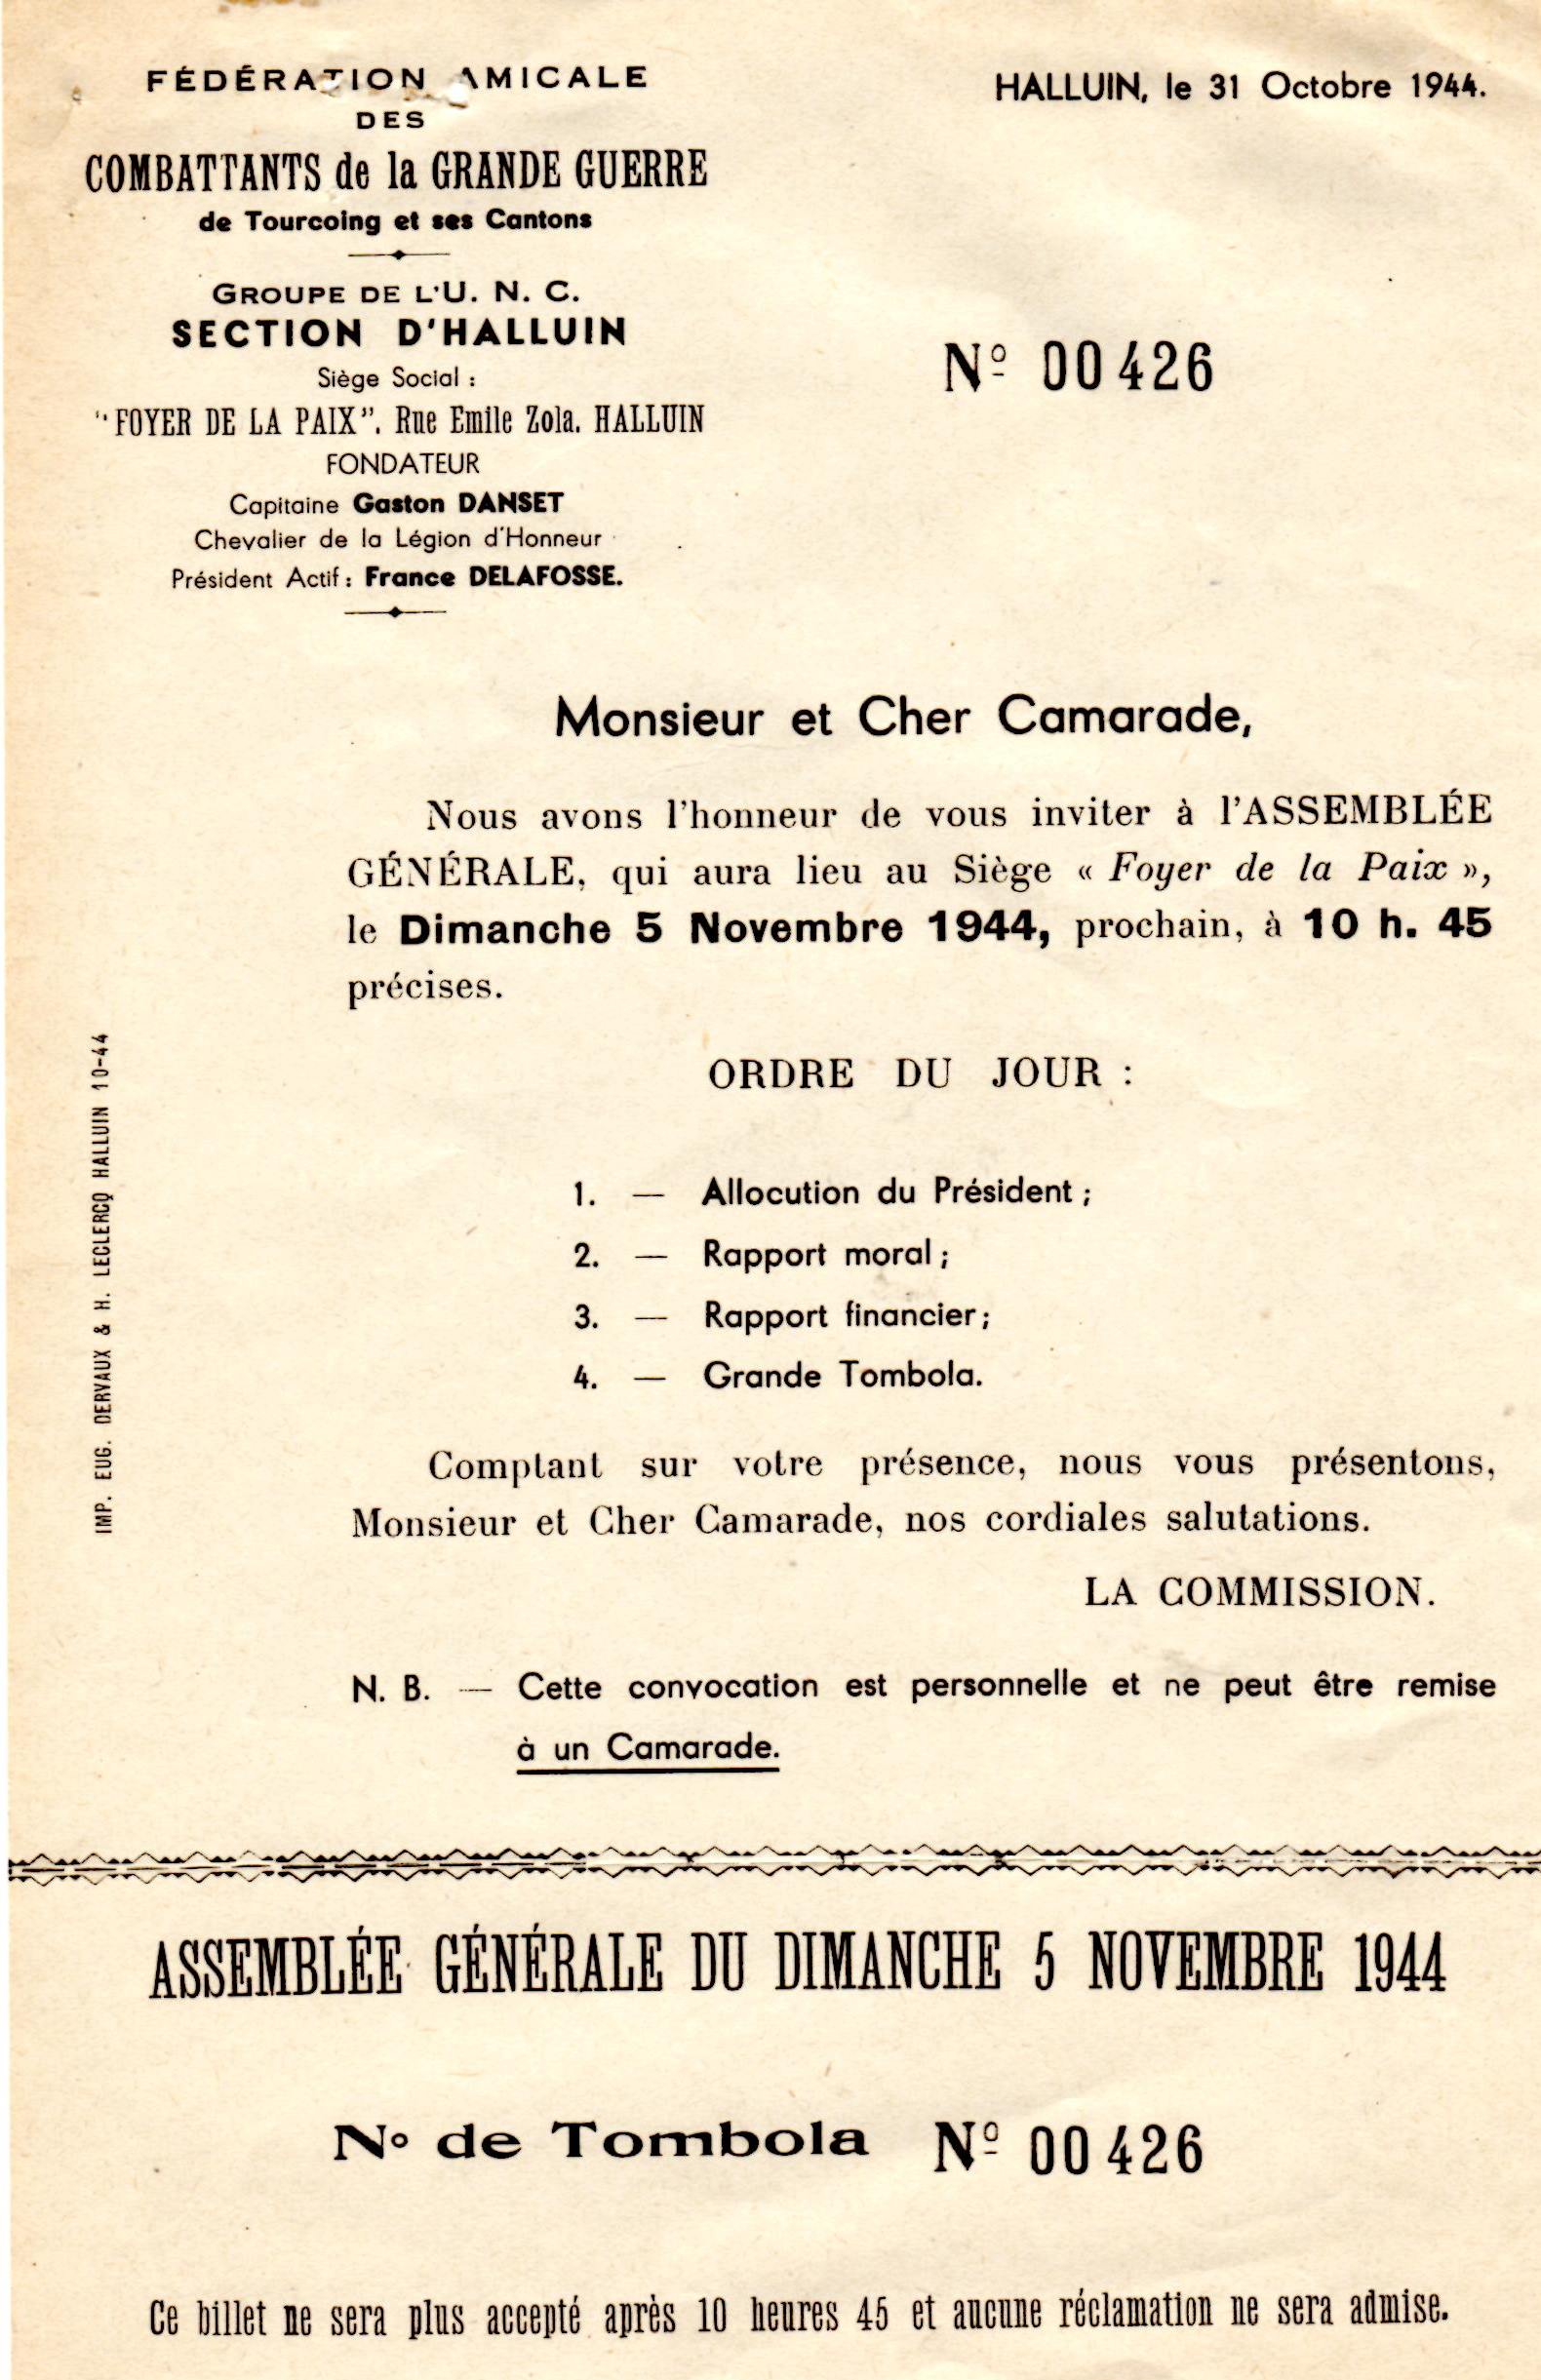 FÉDÉRATION AMICALE
DES
COMBATTANTS de la GRANDE GUERRE
de Tourcoing et ses Cantons
GROUPE DE L'U. N. C.
SECTION D'HALLUIN
Siège Social :
"FOYER DE LA PAIX". Rue Emile Zola. HALLUIN
FONDATEUR
Capitaine Gaston DANSET
Chevalier de la Légion d'Honneur
Président Actif : France DELAFOSSE.
HALLUIN, le 31 Octobre 1944.
Nº 00426
Monsieur et Cher Camarade,
Nous avons l'honneur de vous inviter à l'ASSEMBLÉE
GÉNÉRALE, qui aura lieu au Siège « Foyer de la Paix »,
le Dimanche 5 Novembre 1944, prochain, à 10 h. 45
précises.
ORDRE DU JOUR :
1. — Allocution du Président ;
2. — Rapport moral ;
3. — Rapport financier ;
4. — Grande Tombola.
Comptant sur votre présence, nous vous présentons,
Monsieur et Cher Camarade, nos cordiales salutations.
LA COMMISSION.
N. B. — Cette convocation est personnelle et ne peut être remise
à un Camarade.
IMP. EUG. DERVAUX & H. LECLERCQ HALLUIN 10-44
ASSEMBLÉE GÉNÉRALE DU DIMANCHE 5 NOVEMBRE 1944
Nº de Tombola Nº 00426
Ce billet ne sera plus accepté après 10 heures 45 et aucune réclamation ne sera admise.